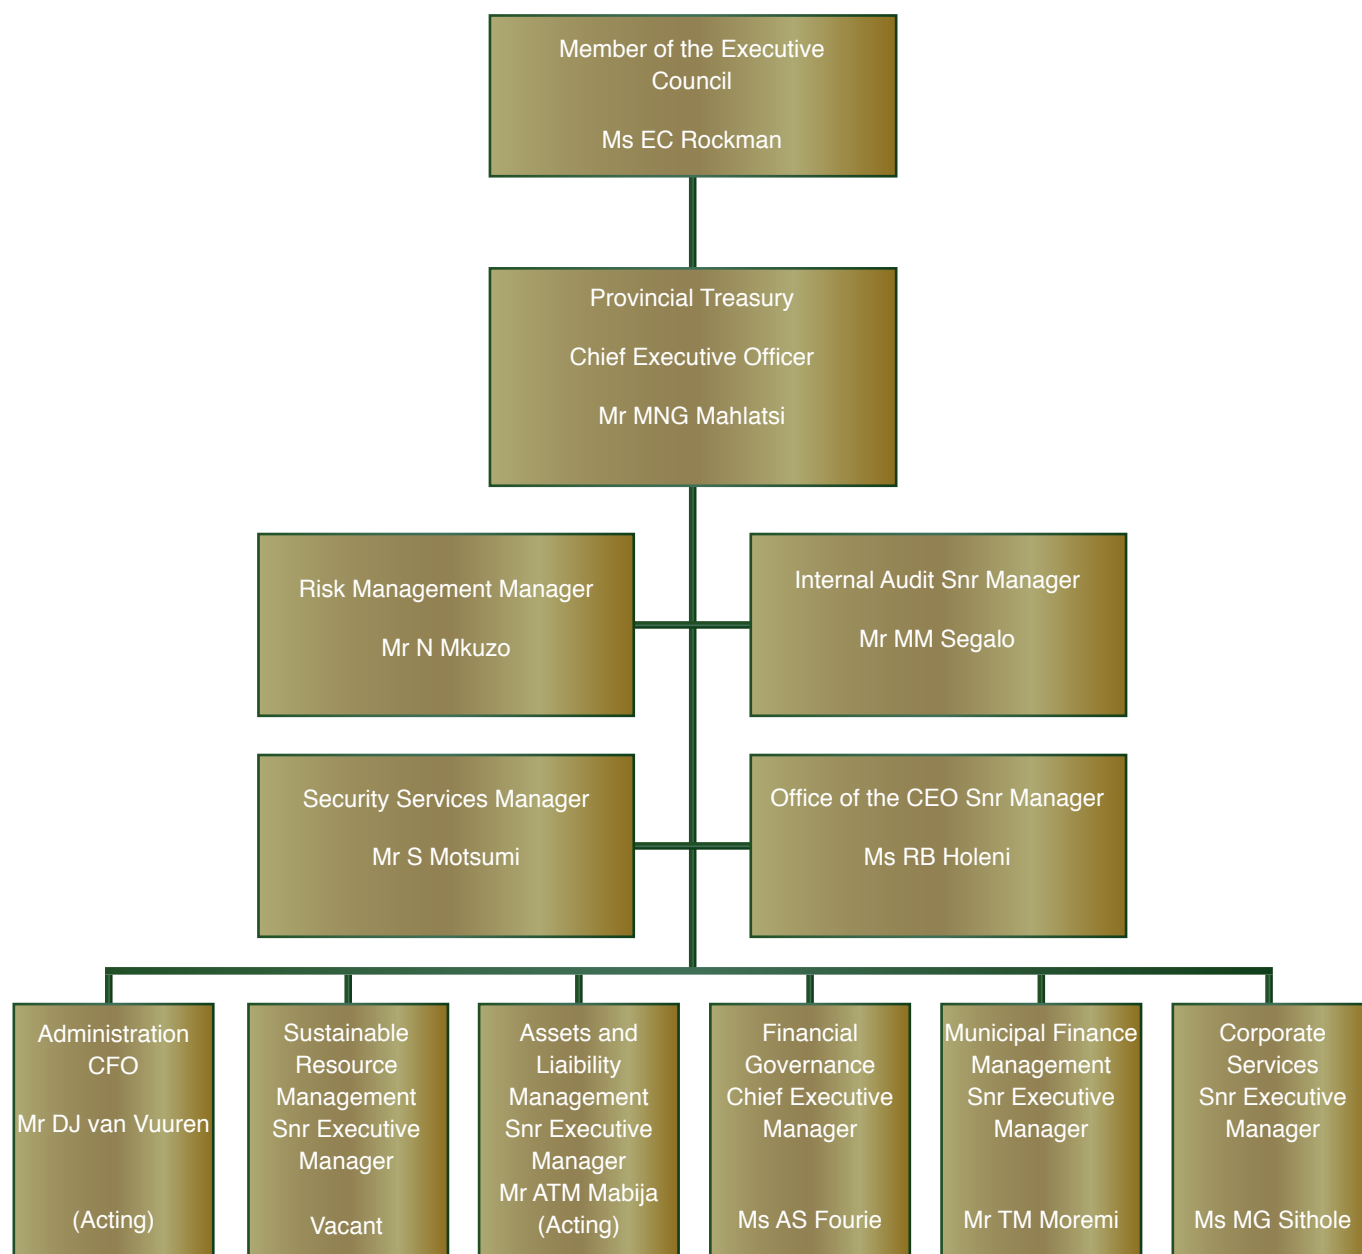 Member of the Executive
Council
Ms EC Rockman
Provincial Treasury
Chief Executive Officer
Mr MNG Mahlatsi
Risk Management Manager
Mr N Mkuzo
Internal Audit Snr Manager
Mr MM Segalo
Security Services Manager
Mr S Motsumi
Office of the CEO Snr Manager
Ms RB Holeni
Administration
CFO
Mr DJ van Vuuren
(Acting)
Sustainable
Resource
Management
Snr Executive
Manager
Vacant
Assets and
Liaibility
Management
Snr Executive
Manager
Mr ATM Mabija
(Acting)
Financial
Governance
Chief Executive
Manager
Ms AS Fourie
Municipal Finance
Management
Snr Executive
Manager
Mr TM Moremi
Corporate
Services
Snr Executive
Manager
Ms MG Sithole